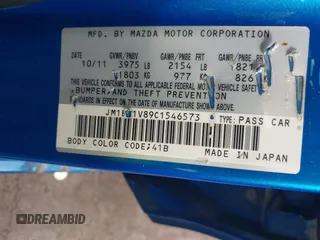 MFD. BY MAZDA MOTOR CORPORATION
GVWR/PNBV GAWR/PNBE FRT GAWR/PNBE
10/11 3975 LB 2154 LB
1803 KG 977 KG 826
THIS VEHICLE CONFORMS TO ALL APPLICABLE
FEDERAL MOTOR VEHICLE SAFETY
BUMPER, AND THEFT PREVENTION
STANDARDS IN EFFECT ON THE DATE OF
MANUFACTURE SHOWN ABOVE.
TYPE: PASS CAR
BODY COLOR CODE: 41B MADE IN JAPAN
DREAMBID